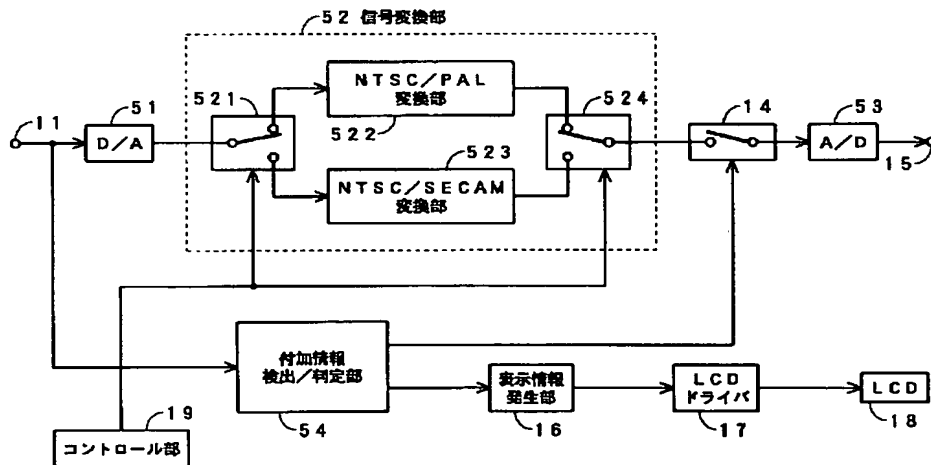 52 信号変換部
NTSC/PAL
変換部
522
521
524
51
11
D/A
14
53
A/D
15
523
NTSC/SECAM
変換部
付加情報
検出/判定部
54
表示情報
発生部
16
LCD
ドライバ
17
LCD
18
19
コントロール部